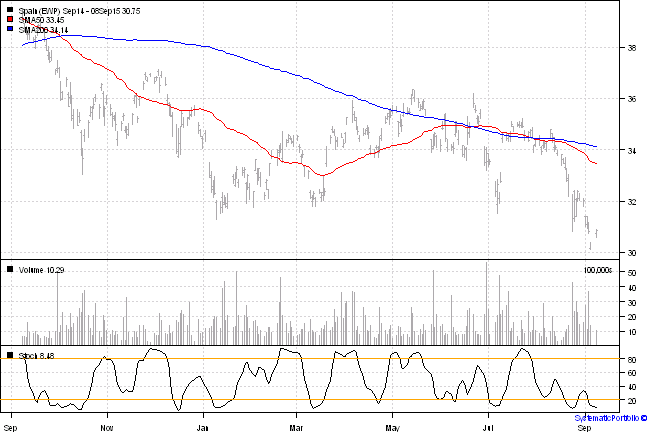 Spain (EWP) Sep14 - 08Sep15 30.75
SMA50 33.45
SMA200 34.14
38
36
34
32
30
Volume 10.29
100,000s
50
40
30
20
10
Stoch 8.48
80
60
40
20
Sep
Nov
Jan
Mar
May
Jul
Sep
SystematicPortfolio ©